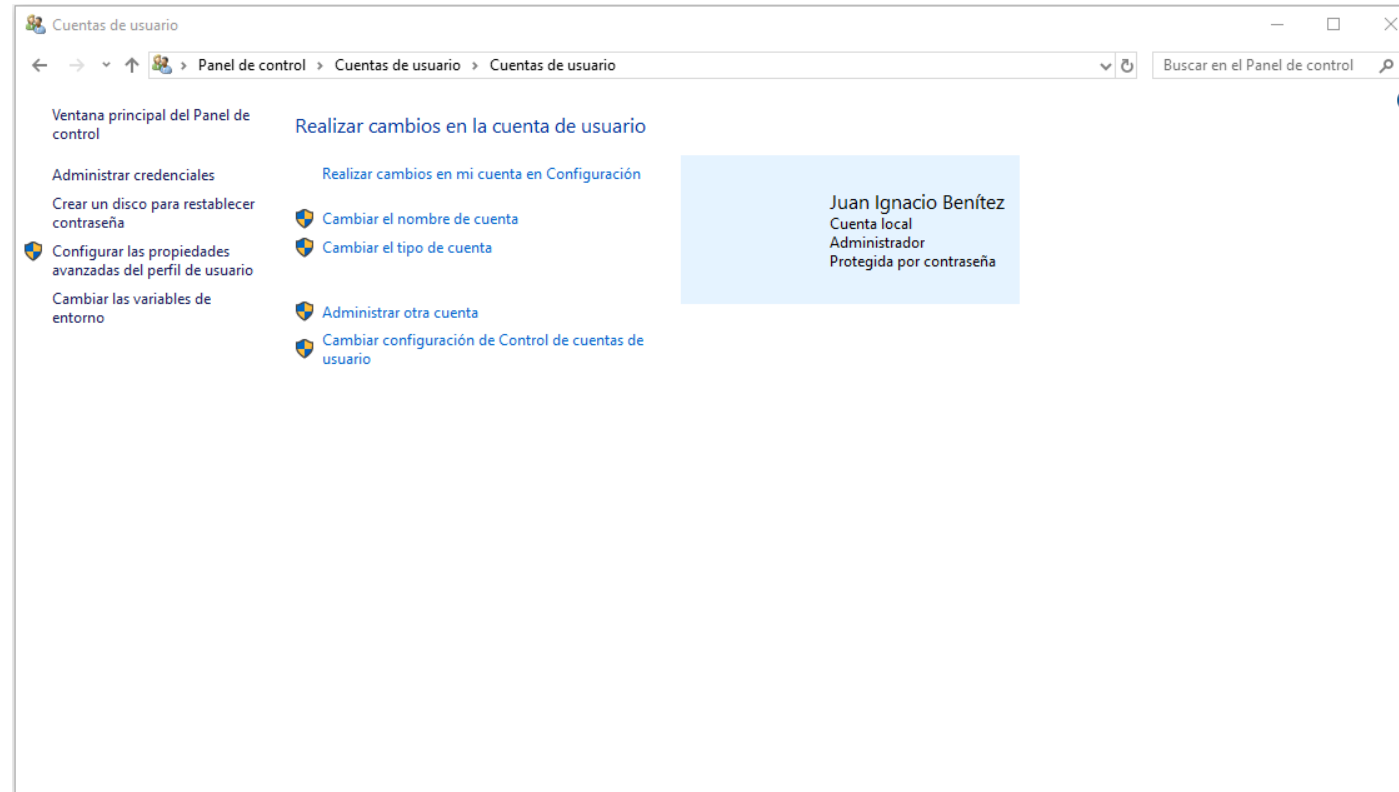 Cuentas de usuario
Panel de control > Cuentas de usuario > Cuentas de usuario
Buscar en el Panel de control
Ventana principal del Panel de
control
Administrar credenciales
Crear un disco para restablecer
contraseña
Configurar las propiedades
avanzadas del perfil de usuario
Cambiar las variables de
entorno
Realizar cambios en la cuenta de usuario
Realizar cambios en mi cuenta en Configuración
Cambiar el nombre de cuenta
Cambiar el tipo de cuenta
Administrar otra cuenta
Cambiar configuración de Control de cuentas de
usuario
Juan Ignacio Benítez
Cuenta local
Administrador
Protegida por contraseña